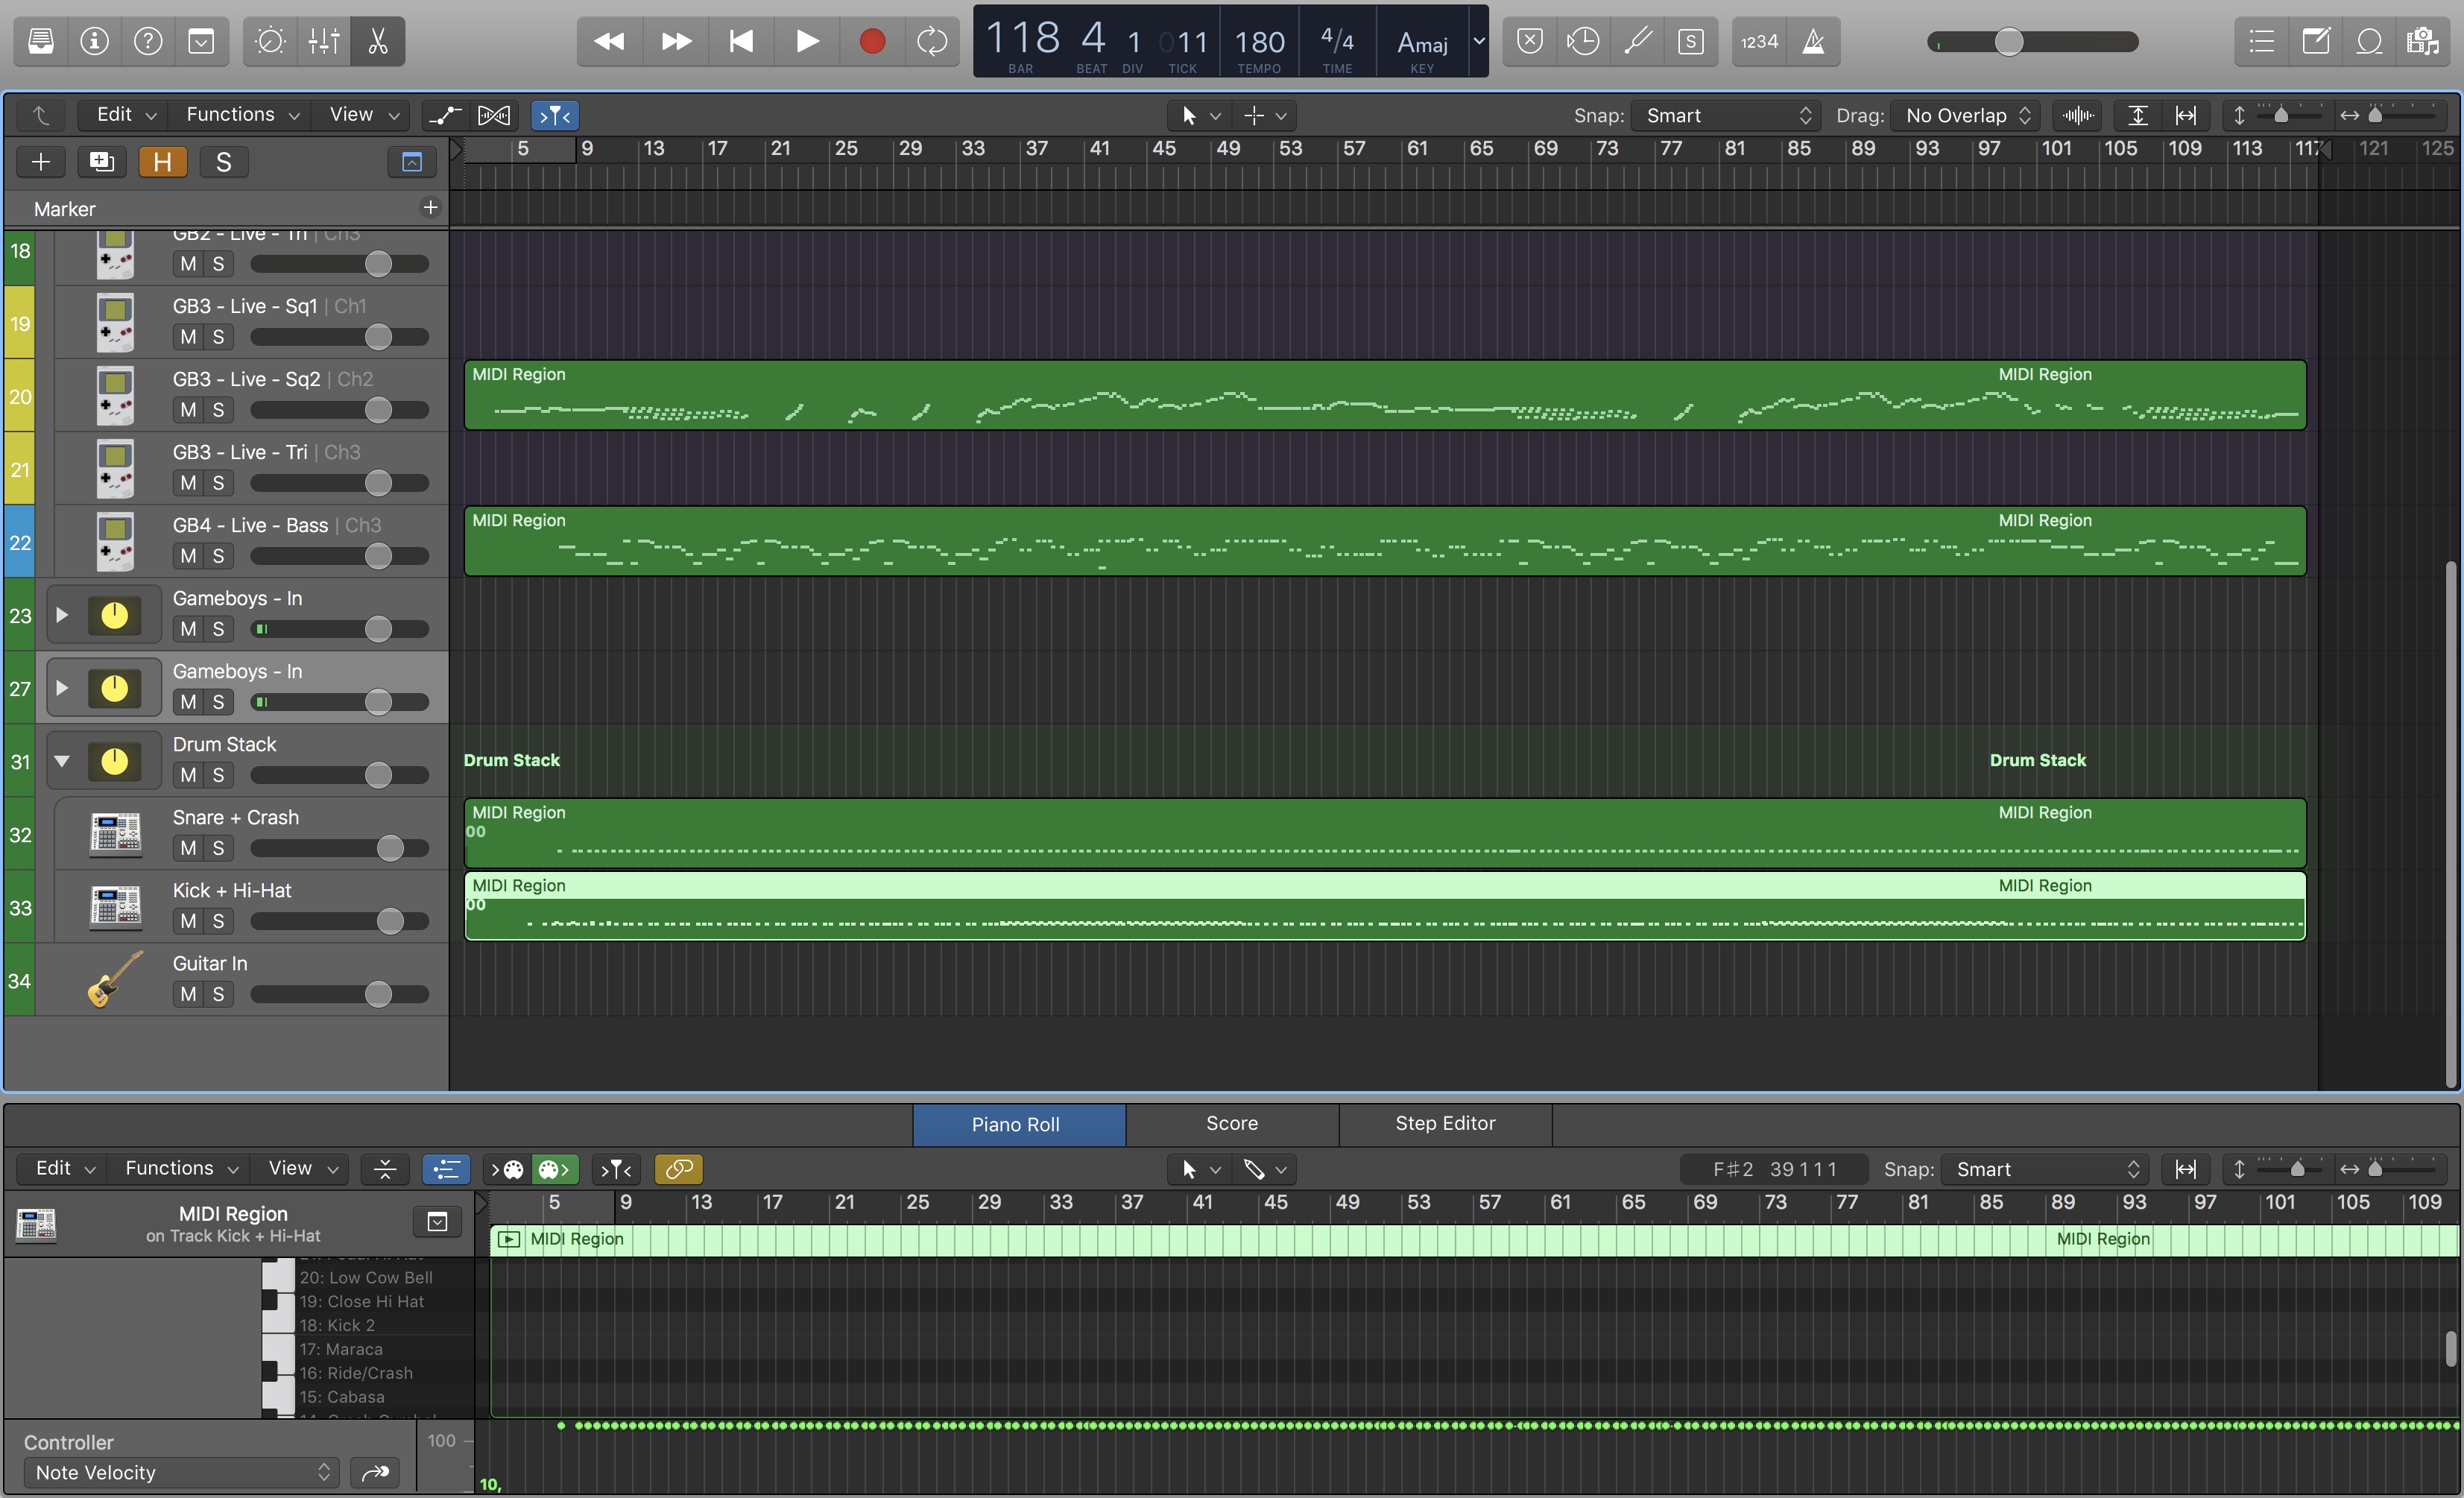 118 4 1 011 180 4/4 Amaj
BAR BEAT DIV TICK TEMPO TIME KEY
S 1234
Edit Functions View Snap: Smart Drag: No Overlap
H S 5 9 13 17 21 25 29 33 37 41 45 49 53 57 61 65 69 73 77 81 85 89 93 97 101 105 109 113 117 121 125
Marker
18 GB2 - Live - Tri | Ch3
M S
19 GB3 - Live - Sq1 | Ch1
M S
20 GB3 - Live - Sq2 | Ch2 MIDI Region MIDI Region
M S
21 GB3 - Live - Tri | Ch3
M S
22 GB4 - Live - Bass | Ch3 MIDI Region MIDI Region
M S
23 Gameboys - In
M S
27 Gameboys - In
M S
31 Drum Stack Drum Stack Drum Stack
M S
32 Snare + Crash MIDI Region MIDI Region
M S 00
33 Kick + Hi-Hat MIDI Region MIDI Region
M S 00
34 Guitar In
M S
Piano Roll Score Step Editor
Edit Functions View F#2 39 1 1 1 Snap: Smart
5 9 13 17 21 25 29 33 37 41 45 49 53 57 61 65 69 73 77 81 85 89 93 97 101 105 109
MIDI Region
on Track Kick + Hi-Hat
MIDI Region MIDI Region
20: Low Cow Bell
19: Close Hi Hat
18: Kick 2
17: Maraca
16: Ride/Crash
15: Cabasa
Controller 100
Note Velocity
10,